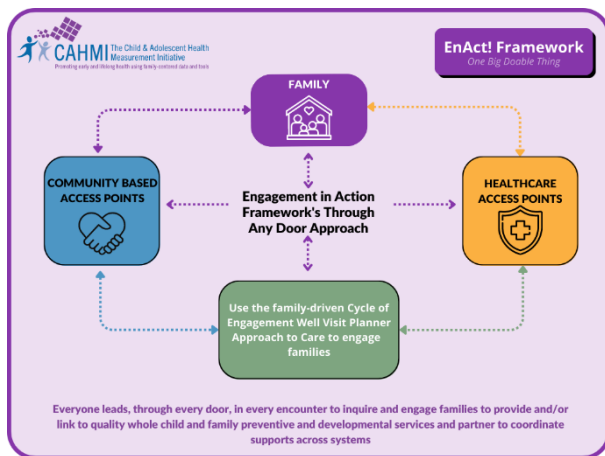 CAHMI The Child & Adolescent Health
Measurement Initiative
Promoting early and lifelong health using family-centered data and tools
EnAct! Framework
One Big Doable Thing
FAMILY
COMMUNITY BASED
ACCESS POINTS
Engagement in Action
Framework's Through
Any Door Approach
HEALTHCARE
ACCESS POINTS
Use the family-driven Cycle of
Engagement Well Visit Planner
Approach to Care to engage
families
Everyone leads, through every door, in every encounter to inquire and engage families to provide and/or
link to quality whole child and family preventive and developmental services and partner to coordinate
supports across systems